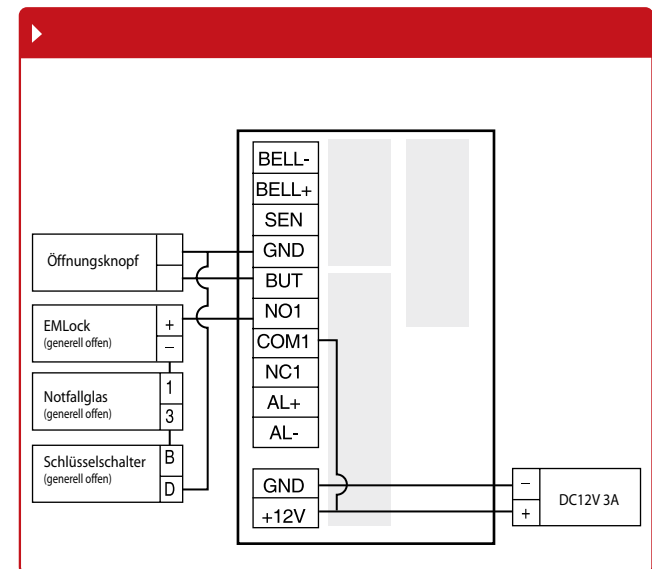 BELL-
BELL+
SEN
GND
BUT
NO1
COM1
NC1
AL+
AL-
GND
+12V
Öffnungsknopf
EMLock
(generell offen)
+
–
Notfallglas
(generell offen)
1
3
Schlüsselschalter
(generell offen)
B
D
–
+
DC12V 3A